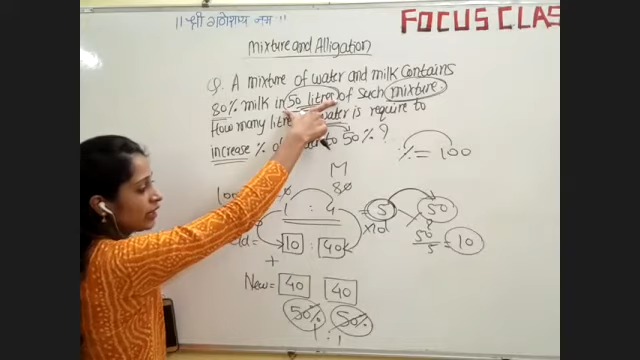 ॥ श्री गणेशाय नमः
FOCUS CLAS
Mixture and Alligation
Q. A mixture of water and milk contains
80% milk in 50 litres of such mixture
How many litre water is require to
increase % of to 50% ?
% = 100
M
100 80
1 : 4 = 5 50
10 : 40 ×10 50/5 = 10
+
New = 40 40
50% 50%
1 : 1